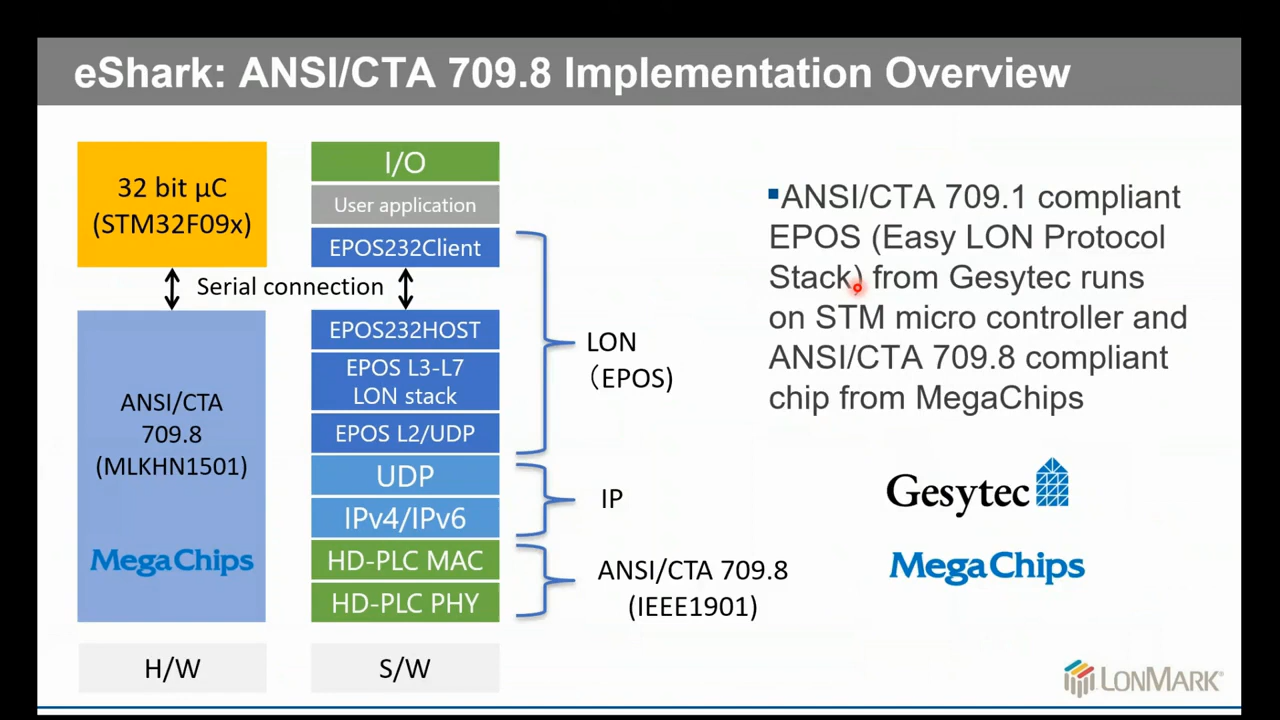 eShark: ANSI/CTA 709.8 Implementation Overview
32 bit µC
(STM32F09x)
Serial connection
ANSI/CTA
709.8
(MLKHN1501)
MegaChips
H/W
I/O
User application
EPOS232Client
EPOS232HOST
EPOS L3-L7
LON stack
EPOS L2/UDP
UDP
IPv4/IPv6
HD-PLC MAC
HD-PLC PHY
S/W
LON
(EPOS)
IP
ANSI/CTA 709.8
(IEEE1901)
▪ANSI/CTA 709.1 compliant
EPOS (Easy LON Protocol
Stack) from Gesytec runs
on STM micro controller and
ANSI/CTA 709.8 compliant
chip from MegaChips
Gesytec
MegaChips
LONMARK®